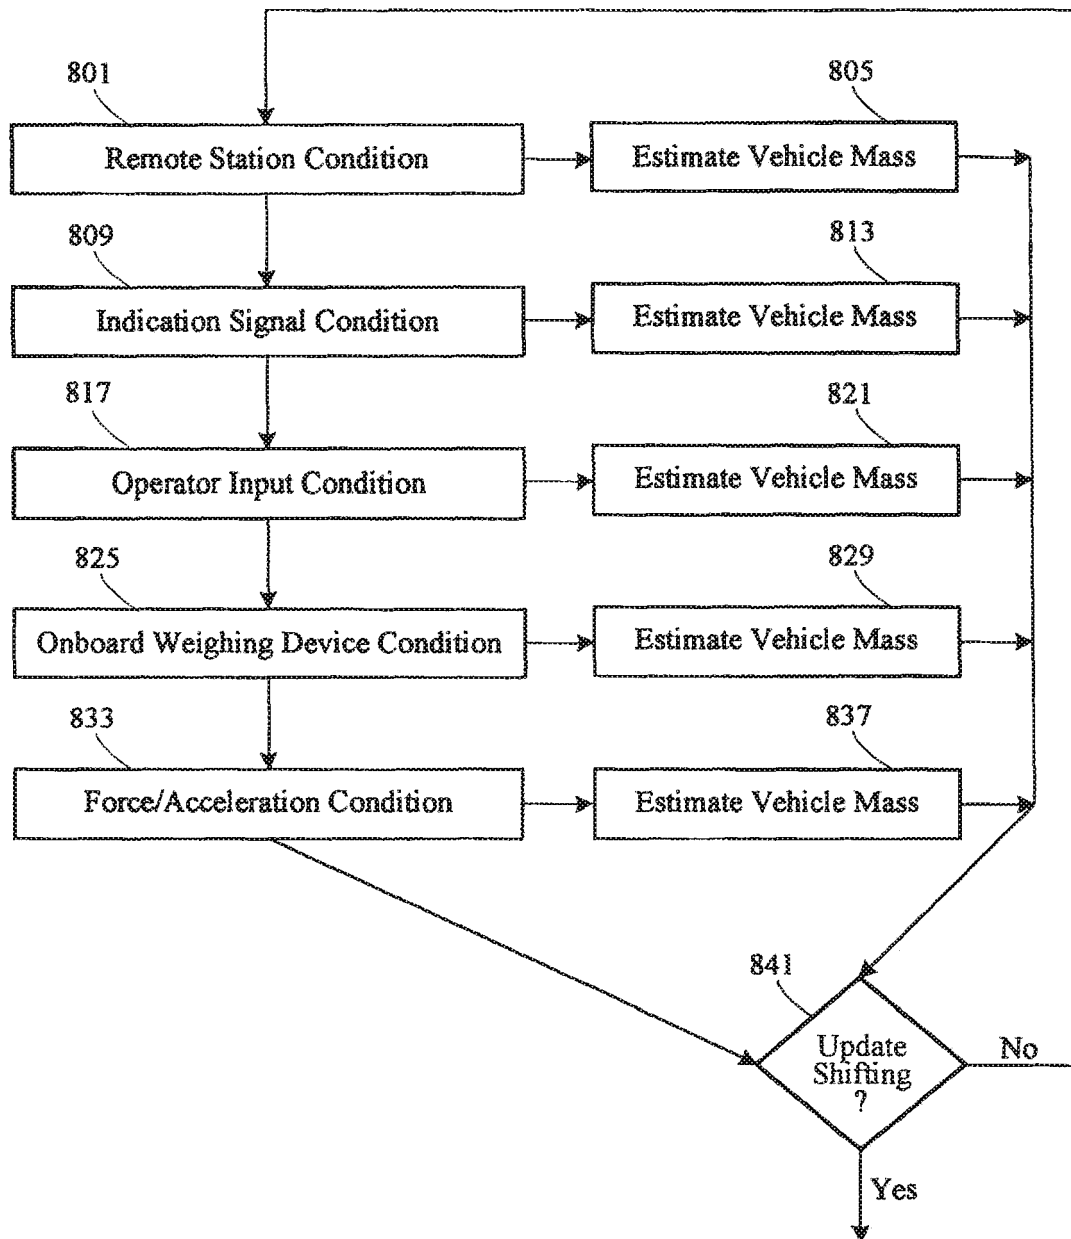 801
805
Remote Station Condition
Estimate Vehicle Mass
809
813
Indication Signal Condition
Estimate Vehicle Mass
817
821
Operator Input Condition
Estimate Vehicle Mass
825
829
Onboard Weighing Device Condition
Estimate Vehicle Mass
833
837
Force/Acceleration Condition
Estimate Vehicle Mass
841
Update
Shifting
?
No
Yes